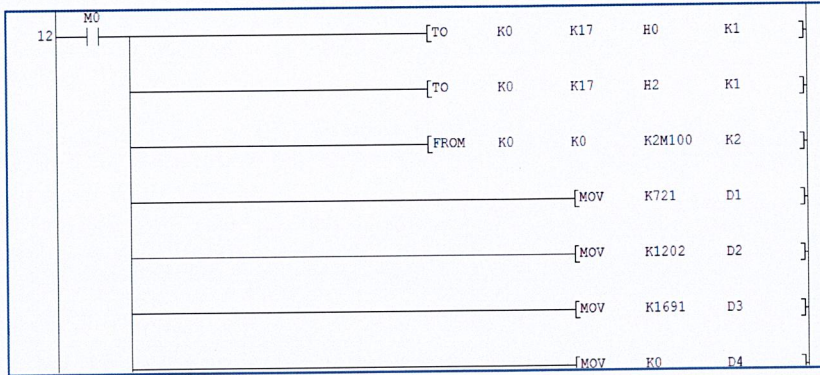 M0
12 [TO K0 K17 H0 K1 ]
[TO K0 K17 H2 K1 ]
[FROM K0 K0 K2M100 K2 ]
[MOV K721 D1 ]
[MOV K1202 D2 ]
[MOV K1691 D3 ]
[MOV K0 D4 ]